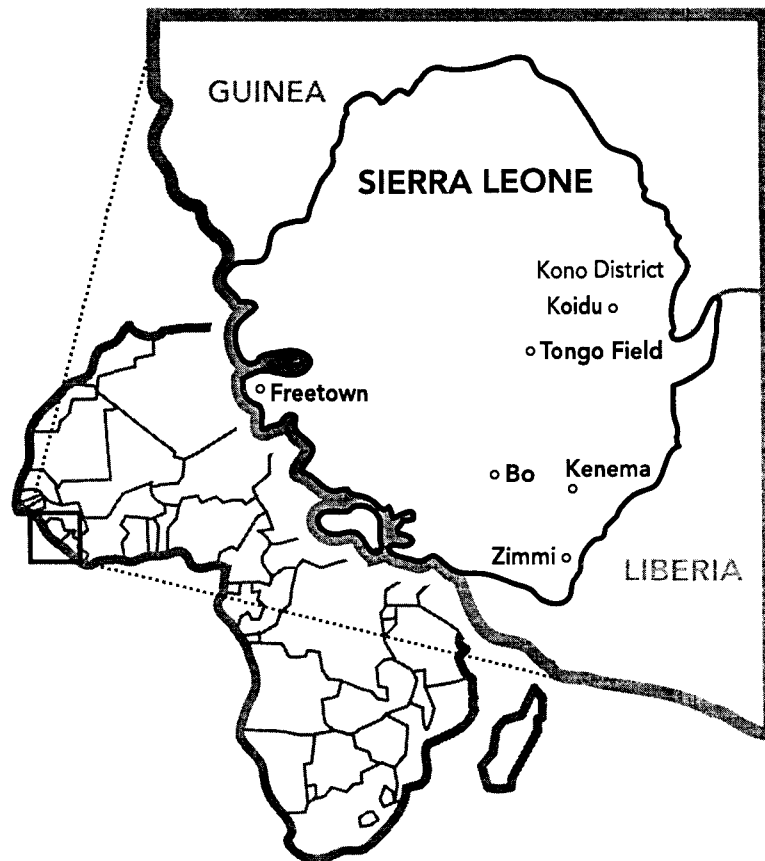 GUINEA
SIERRA LEONE
Kono District
Koidu
Tongo Field
Freetown
Bo
Kenema
Zimmi
LIBERIA